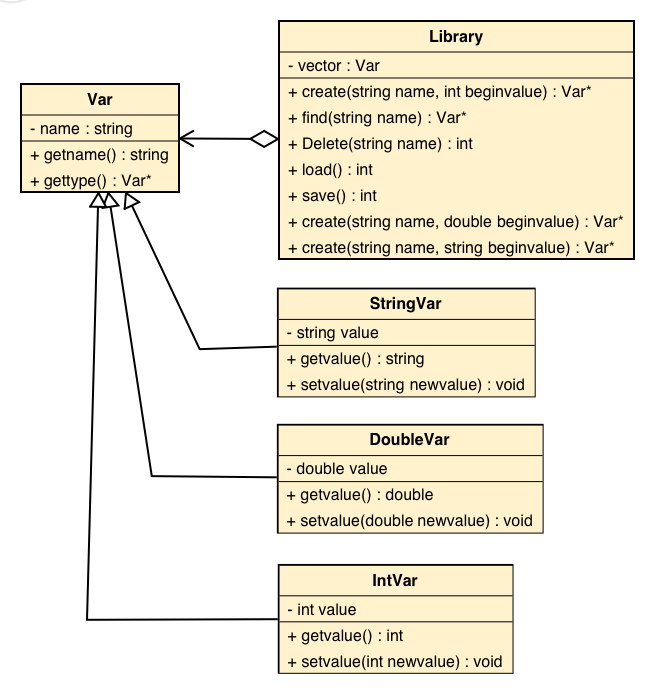 Library
- vector : Var
+ create(string name, int beginvalue) : Var*
+ find(string name) : Var*
+ Delete(string name) : int
+ load() : int
+ save() : int
+ create(string name, double beginvalue) : Var*
+ create(string name, string beginvalue) : Var*
Var
- name : string
+ getname() : string
+ gettype() : Var*
StringVar
- string value
+ getvalue() : string
+ setvalue(string newvalue) : void
DoubleVar
- double value
+ getvalue() : double
+ setvalue(double newvalue) : void
IntVar
- int value
+ getvalue() : int
+ setvalue(int newvalue) : void